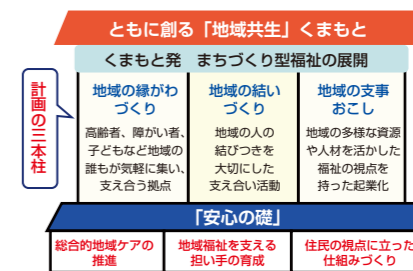 ともに創る「地域共生」くまもと
くまもと発　まちづくり型福祉の展開
計画の三本柱
地域の縁がわ
づくり
高齢者、障がい者、
子どもなど地域の
誰もが気軽に集い、
支え合う拠点
地域の結い
づくり
地域の人の
結びつきを
大切にした
支え合い活動
地域の支事
おこし
地域の多様な資源
や人材を活かした
福祉の視点を
持った起業化
「安心の礎」
総合的地域ケアの
推進
地域福祉を支える
担い手の育成
住民の視点に立った
仕組みづくり